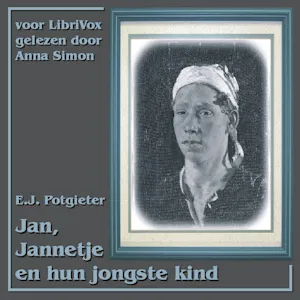 voor LibriVox
gelezen door
Anna Simon
E.J. Potgieter
Jan,
Jannetje
en hun jongste kind